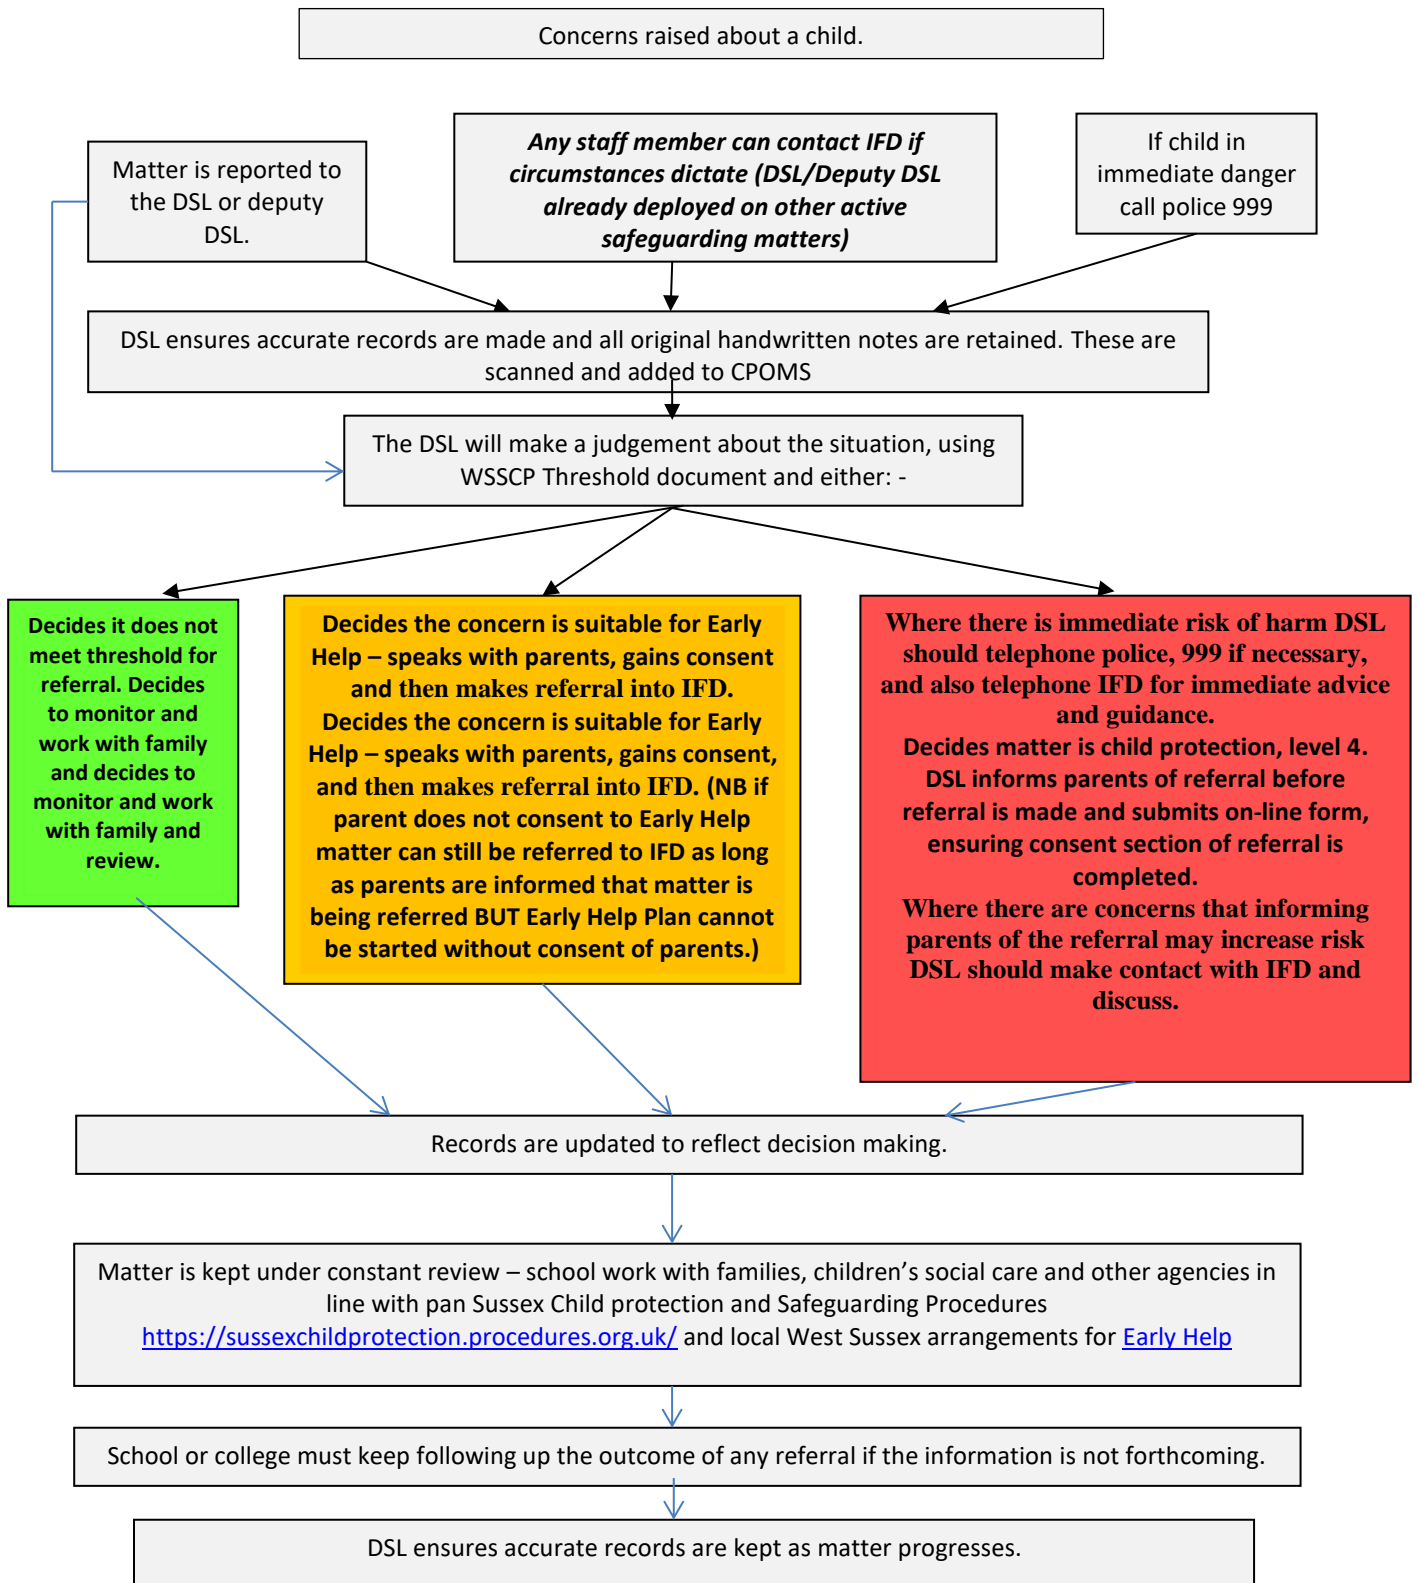 Concerns raised about a child.
Matter is reported to
the DSL or deputy
DSL.
Any staff member can contact IFD if
circumstances dictate (DSL/Deputy DSL
already deployed on other active
safeguarding matters)
If child in
immediate danger
call police 999
DSL ensures accurate records are made and all original handwritten notes are retained. These are
scanned and added to CPOMS
The DSL will make a judgement about the situation, using
WSSCP Threshold document and either: -
Decides it does not
meet threshold for
referral. Decides
to monitor and
work with family
and decides to
monitor and work
with family and
review.
Decides the concern is suitable for Early
Help – speaks with parents, gains consent
and then makes referral into IFD.
Decides the concern is suitable for Early
Help – speaks with parents, gains consent,
and then makes referral into IFD. (NB if
parent does not consent to Early Help
matter can still be referred to IFD as long
as parents are informed that matter is
being referred BUT Early Help Plan cannot
be started without consent of parents.)
Where there is immediate risk of harm DSL
should telephone police, 999 if necessary,
and also telephone IFD for immediate advice
and guidance.
Decides matter is child protection, level 4.
DSL informs parents of referral before
referral is made and submits on-line form,
ensuring consent section of referral is
completed.
Where there are concerns that informing
parents of the referral may increase risk
DSL should make contact with IFD and
discuss.
Records are updated to reflect decision making.
Matter is kept under constant review – school work with families, children’s social care and other agencies in
line with pan Sussex Child protection and Safeguarding Procedures
https://sussexchildprotection.procedures.org.uk/ and local West Sussex arrangements for Early Help
School or college must keep following up the outcome of any referral if the information is not forthcoming.
DSL ensures accurate records are kept as matter progresses.